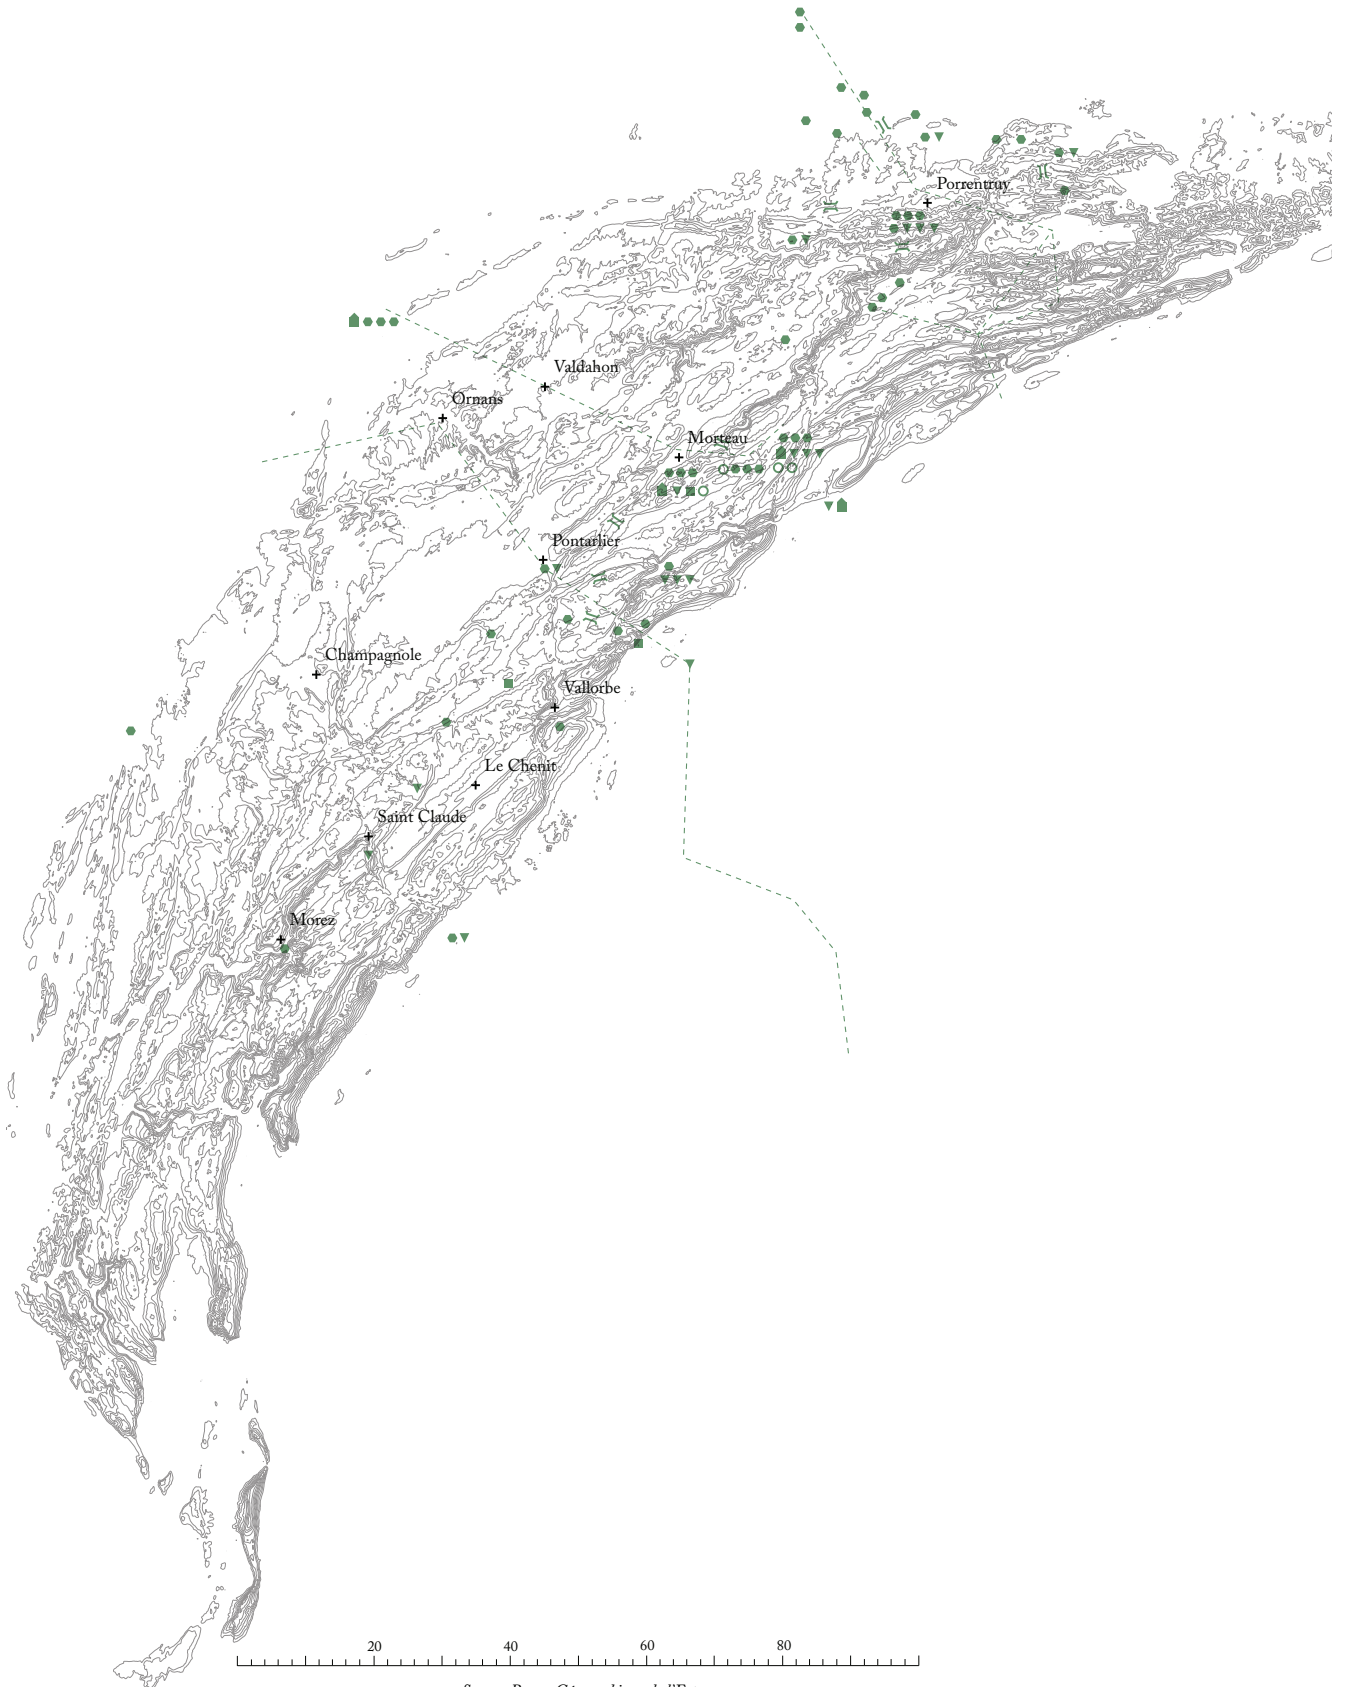 Porrentruy
Valdahon
Ornans
Morteau
Pontarlier
Champagnole
Vallorbe
Le Chenit
Saint Claude
Morez
20 40 60 80